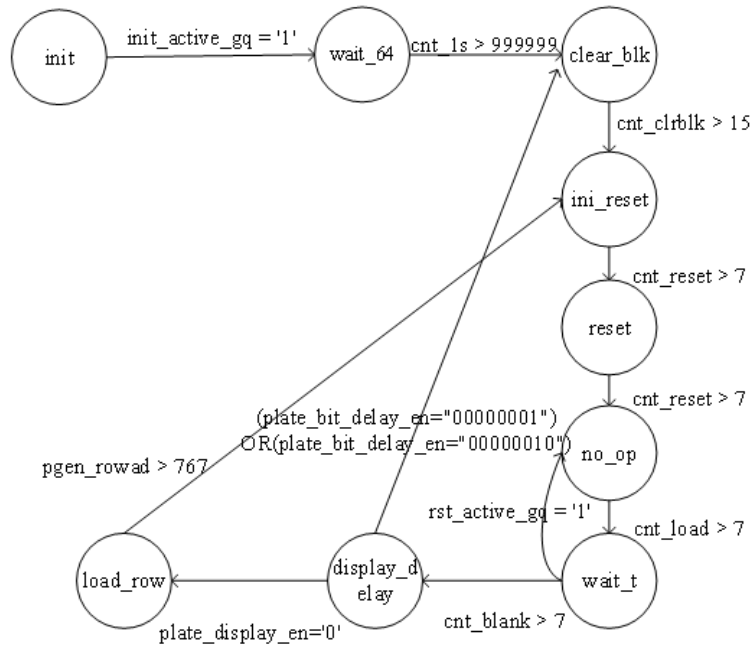 init
init_active_gq = '1'
wait_64
cnt_1s > 999999
clear_blk
cnt_clrblk > 15
ini_reset
cnt_reset > 7
reset
cnt_reset > 7
(plate_bit_delay_en="00000001")
OR(plate_bit_delay_en="00000010")
no_op
pgen_rowad > 767
rst_active_gq = '1'
cnt_load > 7
load_row
display_d
elay
wait_t
plate_display_en='0'
cnt_blank > 7